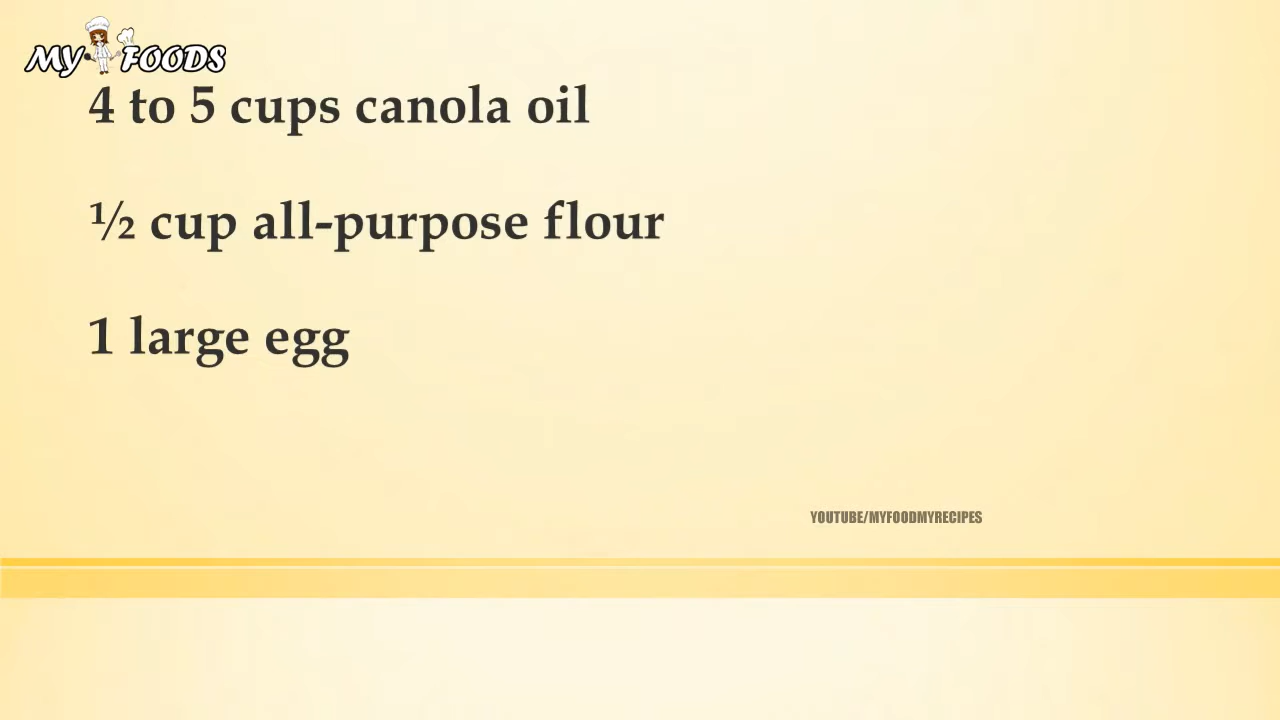 MY FOODS
4 to 5 cups canola oil
½ cup all-purpose flour
1 large egg
YOUTUBE/MYFOODMYRECIPES